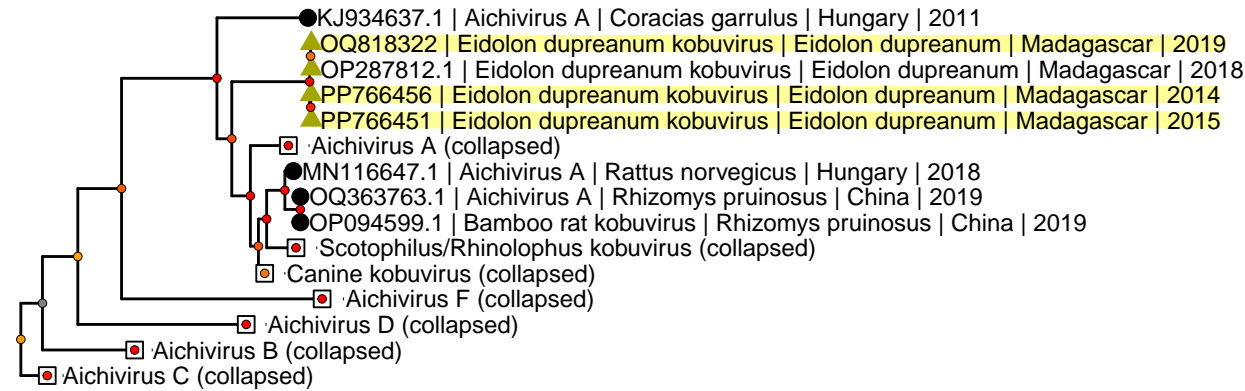 KJ934637.1 | Aichivirus A | Coracias garrulus | Hungary | 2011
OQ818322 | Eidolon dupreanum kobuvirus | Eidolon dupreanum | Madagascar | 2019
OP287812.1 | Eidolon dupreanum kobuvirus | Eidolon dupreanum | Madagascar | 2018
PP766456 | Eidolon dupreanum kobuvirus | Eidolon dupreanum | Madagascar | 2014
PP766451 | Eidolon dupreanum kobuvirus | Eidolon dupreanum | Madagascar | 2015
Aichivirus A (collapsed)
MN116647.1 | Aichivirus A | Rattus norvegicus | Hungary | 2018
OQ363763.1 | Aichivirus A | Rhizomys pruinosus | China | 2019
OP094599.1 | Bamboo rat kobuvirus | Rhizomys pruinosus | China | 2019
Scotophilus/Rhinolophus kobuvirus (collapsed)
Canine kobuvirus (collapsed)
Aichivirus F (collapsed)
Aichivirus D (collapsed)
Aichivirus B (collapsed)
Aichivirus C (collapsed)